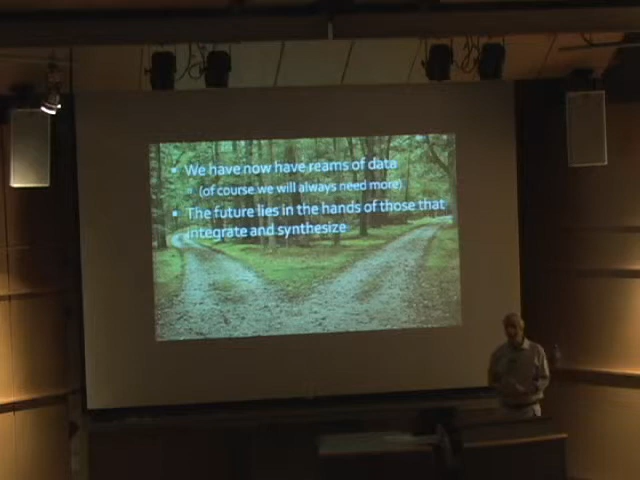 We have now have reams of data
(of course we will always need more)
The future lies in the hands of those that
integrate and synthesize